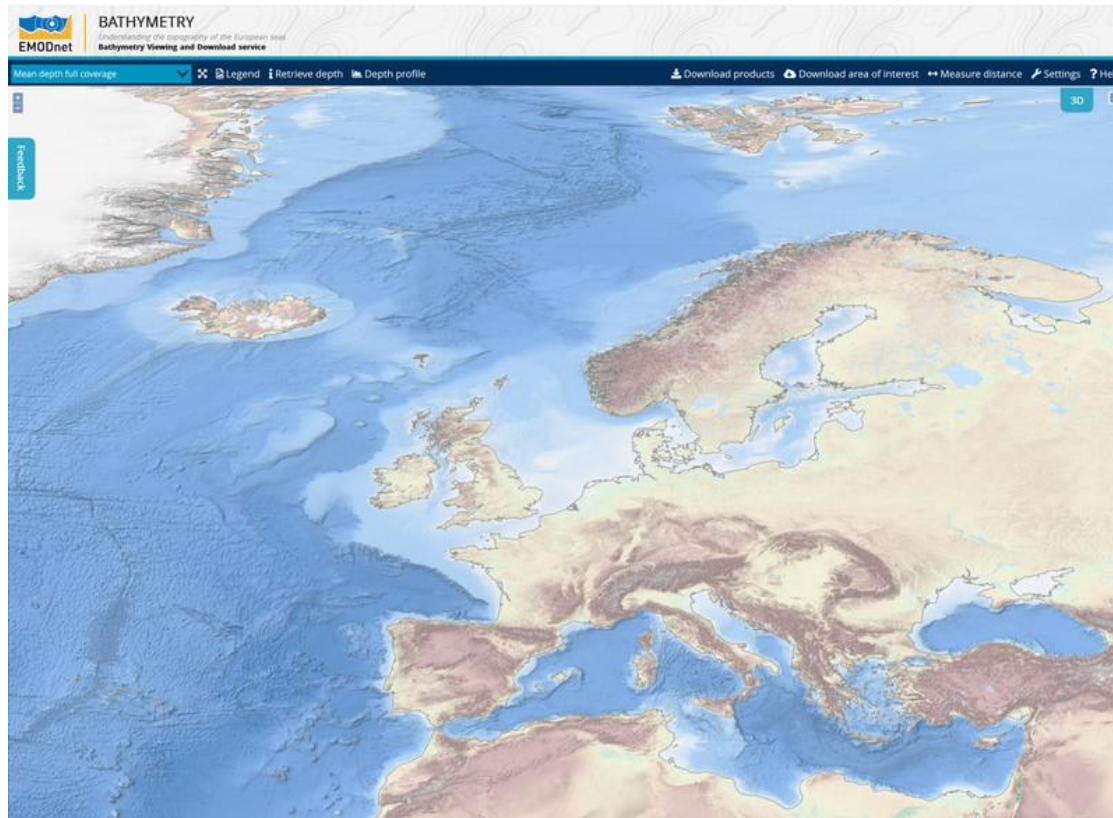 EMODnet
BATHYMETRY
Understanding the topography of the European seas
Bathymetry Viewing and Download service
Mean depth full coverage
Legend
Retrieve depth
Depth profile
Download products
Download area of interest
Measure distance
Settings
? He
3D
Feedback